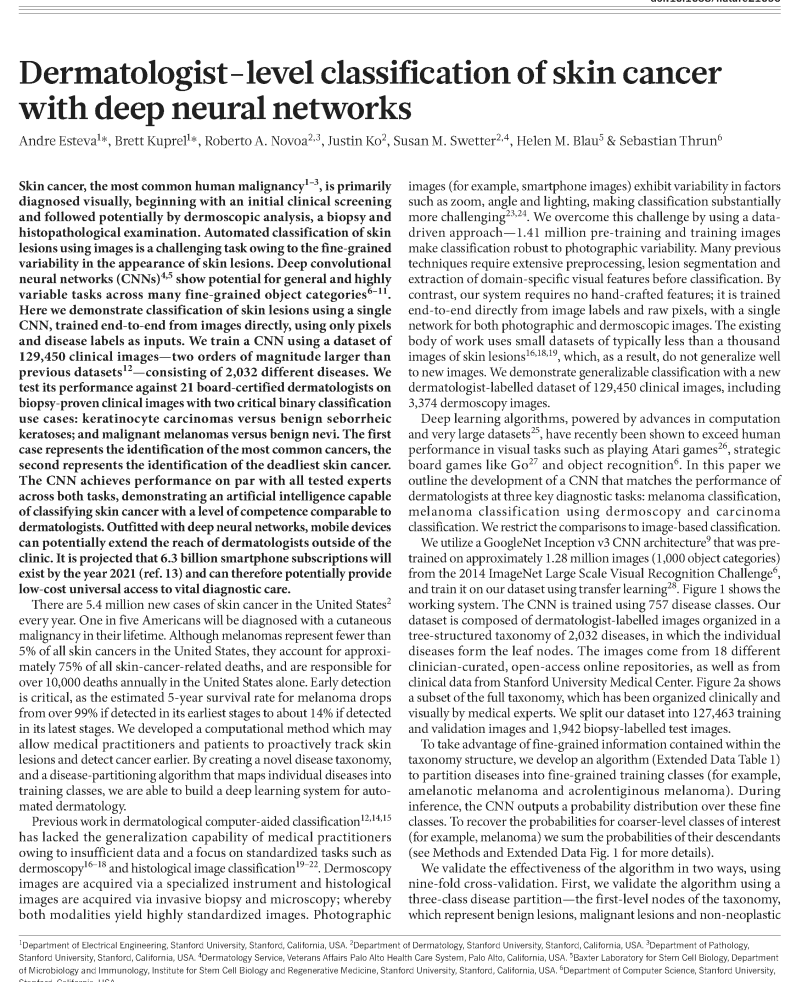 Dermatologist-level classification of skin cancer
with deep neural networks
Andre Esteva¹*, Brett Kuprel¹*, Roberto A. Novoa²,³, Justin Ko², Susan M. Swetter²,⁴, Helen M. Blau⁵ & Sebastian Thrun⁶
Skin cancer, the most common human malignancy¹⁻³, is primarily
diagnosed visually, beginning with an initial clinical screening
and followed potentially by dermoscopic analysis, a biopsy and
histopathological examination. Automated classification of skin
lesions using images is a challenging task owing to the fine-grained
variability in the appearance of skin lesions. Deep convolutional
neural networks (CNNs)⁴,⁵ show potential for general and highly
variable tasks across many fine-grained object categories⁶⁻¹¹.
Here we demonstrate classification of skin lesions using a single
CNN, trained end-to-end from images directly, using only pixels
and disease labels as inputs. We train a CNN using a dataset of
129,450 clinical images—two orders of magnitude larger than
previous datasets¹²—consisting of 2,032 different diseases. We
test its performance against 21 board-certified dermatologists on
biopsy-proven clinical images with two critical binary classification
use cases: keratinocyte carcinomas versus benign seborrheic
keratoses; and malignant melanomas versus benign nevi. The first
case represents the identification of the most common cancers, the
second represents the identification of the deadliest skin cancer.
The CNN achieves performance on par with all tested experts
across both tasks, demonstrating an artificial intelligence capable
of classifying skin cancer with a level of competence comparable to
dermatologists. Outfitted with deep neural networks, mobile devices
can potentially extend the reach of dermatologists outside of the
clinic. It is projected that 6.3 billion smartphone subscriptions will
exist by the year 2021 (ref. 13) and can therefore potentially provide
low-cost universal access to vital diagnostic care.
There are 5.4 million new cases of skin cancer in the United States²
every year. One in five Americans will be diagnosed with a cutaneous
malignancy in their lifetime. Although melanomas represent fewer than
5% of all skin cancers in the United States, they account for approxi-
mately 75% of all skin-cancer-related deaths, and are responsible for
over 10,000 deaths annually in the United States alone. Early detection
is critical, as the estimated 5-year survival rate for melanoma drops
from over 99% if detected in its earliest stages to about 14% if detected
in its latest stages. We developed a computational method which may
allow medical practitioners and patients to proactively track skin
lesions and detect cancer earlier. By creating a novel disease taxonomy,
and a disease-partitioning algorithm that maps individual diseases into
training classes, we are able to build a deep learning system for auto-
mated dermatology.
Previous work in dermatological computer-aided classification¹²,¹⁴,¹⁵
has lacked the generalization capability of medical practitioners
owing to insufficient data and a focus on standardized tasks such as
dermoscopy¹⁶⁻¹⁸ and histological image classification¹⁹⁻²². Dermoscopy
images are acquired via a specialized instrument and histological
images are acquired via invasive biopsy and microscopy; whereby
both modalities yield highly standardized images. Photographic
images (for example, smartphone images) exhibit variability in factors
such as zoom, angle and lighting, making classification substantially
more challenging²³,²⁴. We overcome this challenge by using a data-
driven approach—1.41 million pre-training and training images
make classification robust to photographic variability. Many previous
techniques require extensive preprocessing, lesion segmentation and
extraction of domain-specific visual features before classification. By
contrast, our system requires no hand-crafted features; it is trained
end-to-end directly from image labels and raw pixels, with a single
network for both photographic and dermoscopic images. The existing
body of work uses small datasets of typically less than a thousand
images of skin lesions¹⁶,¹⁸,¹⁹, which, as a result, do not generalize well
to new images. We demonstrate generalizable classification with a new
dermatologist-labelled dataset of 129,450 clinical images, including
3,374 dermoscopy images.
Deep learning algorithms, powered by advances in computation
and very large datasets²⁵, have recently been shown to exceed human
performance in visual tasks such as playing Atari games²⁶, strategic
board games like Go²⁷ and object recognition⁶. In this paper we
outline the development of a CNN that matches the performance of
dermatologists at three key diagnostic tasks: melanoma classification,
melanoma classification using dermoscopy and carcinoma
classification. We restrict the comparisons to image-based classification.
We utilize a GoogleNet Inception v3 CNN architecture⁹ that was pre-
trained on approximately 1.28 million images (1,000 object categories)
from the 2014 ImageNet Large Scale Visual Recognition Challenge⁶,
and train it on our dataset using transfer learning²⁸. Figure 1 shows the
working system. The CNN is trained using 757 disease classes. Our
dataset is composed of dermatologist-labelled images organized in a
tree-structured taxonomy of 2,032 diseases, in which the individual
diseases form the leaf nodes. The images come from 18 different
clinician-curated, open-access online repositories, as well as from
clinical data from Stanford University Medical Center. Figure 2a shows
a subset of the full taxonomy, which has been organized clinically and
visually by medical experts. We split our dataset into 127,463 training
and validation images and 1,942 biopsy-labelled test images.
To take advantage of fine-grained information contained within the
taxonomy structure, we develop an algorithm (Extended Data Table 1)
to partition diseases into fine-grained training classes (for example,
amelanotic melanoma and acrolentiginous melanoma). During
inference, the CNN outputs a probability distribution over these fine
classes. To recover the probabilities for coarser-level classes of interest
(for example, melanoma) we sum the probabilities of their descendants
(see Methods and Extended Data Fig. 1 for more details).
We validate the effectiveness of the algorithm in two ways, using
nine-fold cross-validation. First, we validate the algorithm using a
three-class disease partition—the first-level nodes of the taxonomy,
which represent benign lesions, malignant lesions and non-neoplastic
¹Department of Electrical Engineering, Stanford University, Stanford, California, USA. ²Department of Dermatology, Stanford University, Stanford, California, USA. ³Department of Pathology,
Stanford University, Stanford, California, USA. ⁴Dermatology Service, Veterans Affairs Palo Alto Health Care System, Palo Alto, California, USA. ⁵Baxter Laboratory for Stem Cell Biology, Department
of Microbiology and Immunology, Institute for Stem Cell Biology and Regenerative Medicine, Stanford University, Stanford, California, USA. ⁶Department of Computer Science, Stanford University,